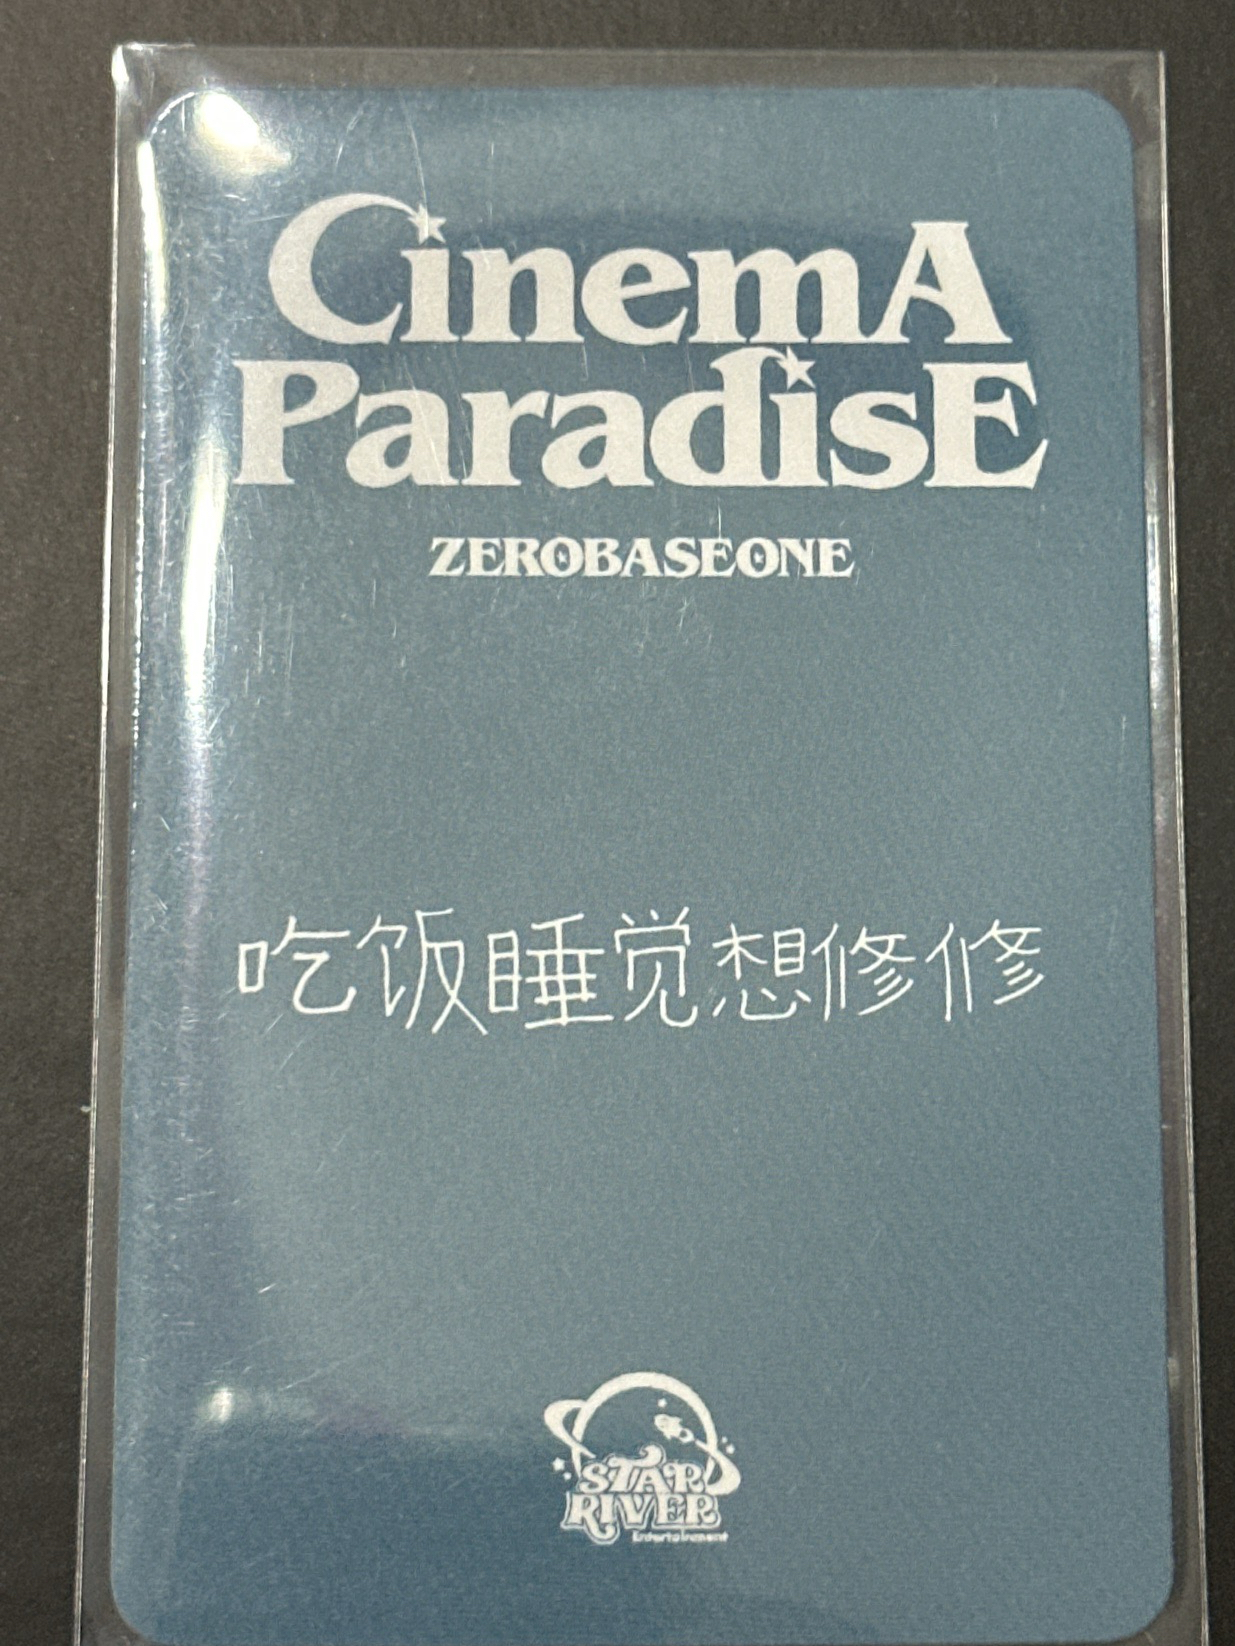 CinemA
ParadisE
ZEROBASEONE
吃饭睡觉想修修
STAR
RIVER
Entertainment